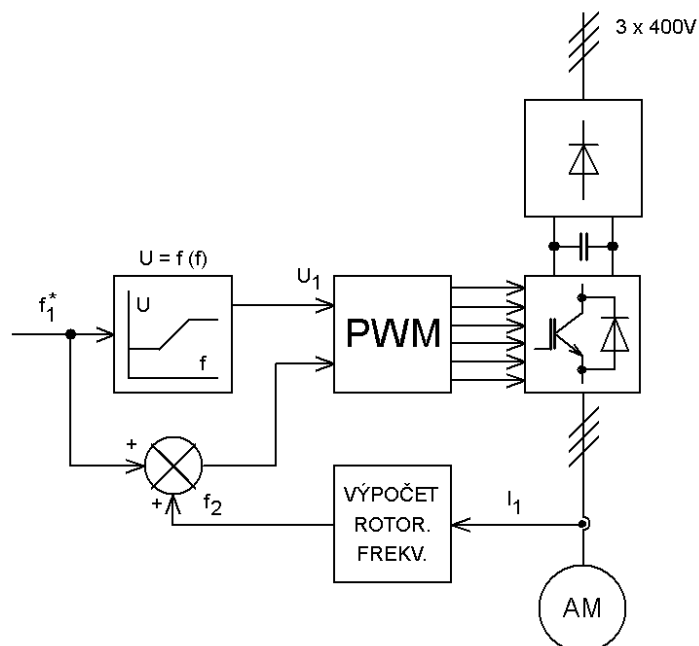 3 x 400V
U = f (f)
f₁*
U
f
U₁
PWM
+
+
f₂
VÝPOČET
ROTOR.
FREKV.
I₁
AM